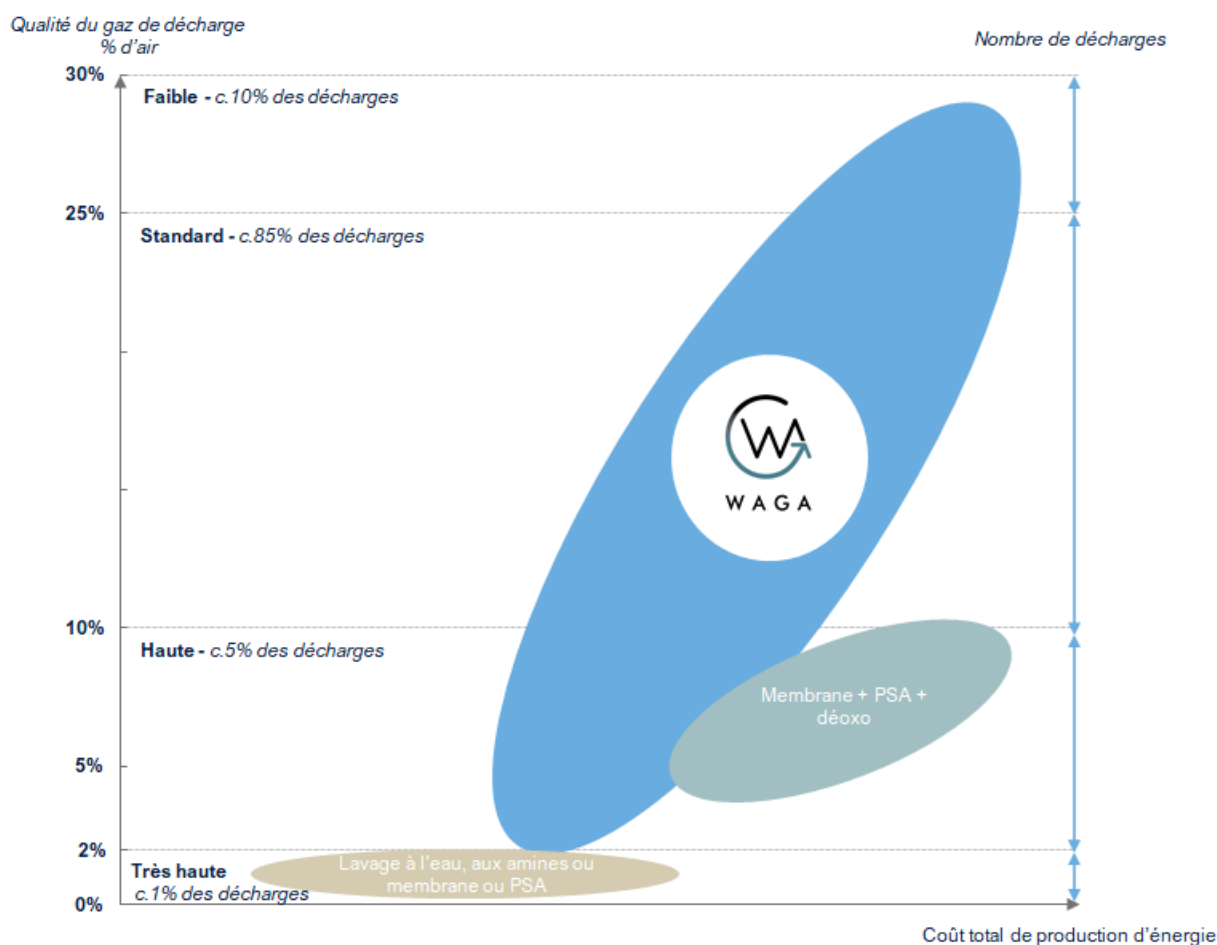 Qualité du gaz de décharge
% d'air
Nombre de décharges
30%
Faible - c.10% des décharges
25%
Standard - c.85% des décharges
WAGA
10%
Haute - c.5% des décharges
Membrane + PSA +
déoxo
5%
2%
Lavage à l'eau, aux amines ou
membrane ou PSA
Très haute
c.1% des décharges
0%
Coût total de production d'énergie